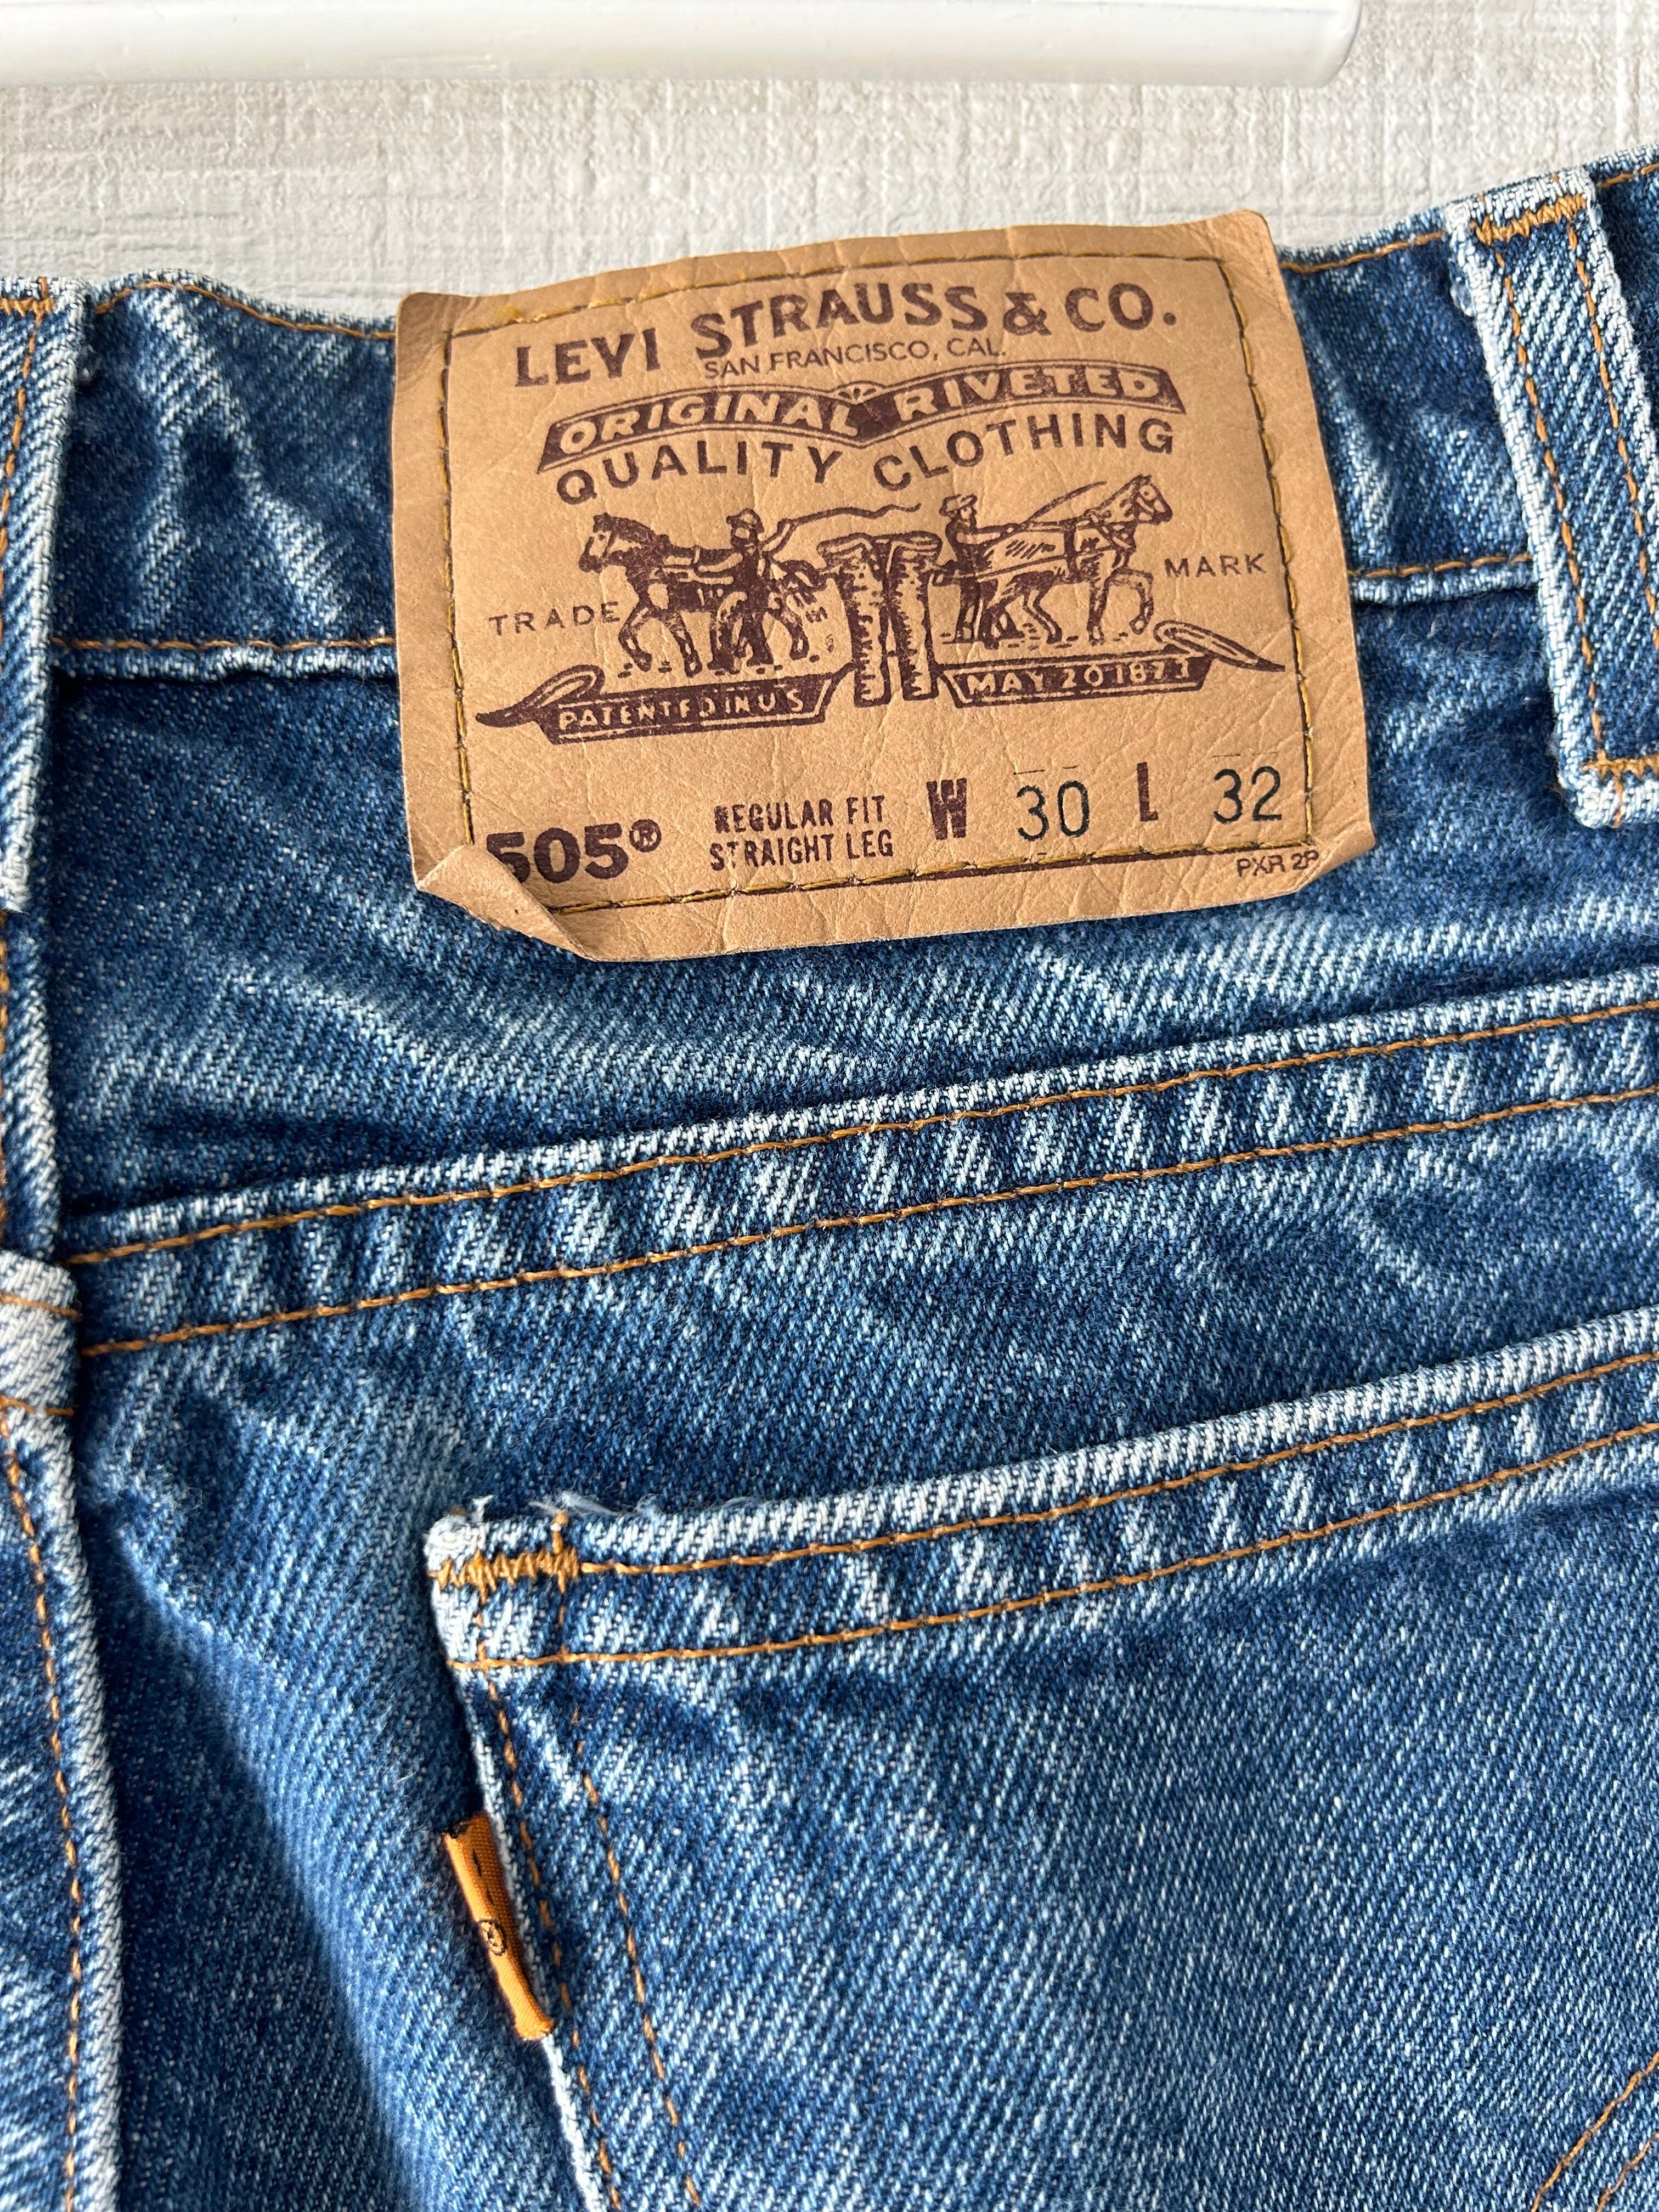 LEVI STRAUSS & CO.
SAN FRANCISCO, CAL.
ORIGINAL RIVETED
QUALITY CLOTHING
TRADE MARK
PATENTED IN U S MAY 20 1873
505® REGULAR FIT STRAIGHT LEG W 30 L 32
PXR 2P
®